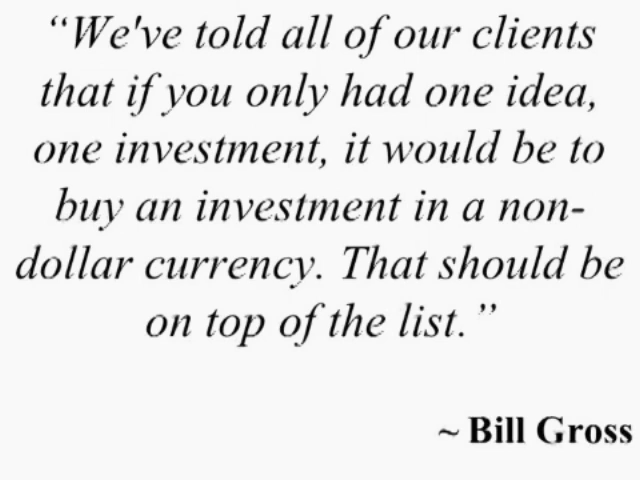 “We've told all of our clients
that if you only had one idea,
one investment, it would be to
buy an investment in a non-
dollar currency. That should be
on top of the list.”
~ Bill Gross